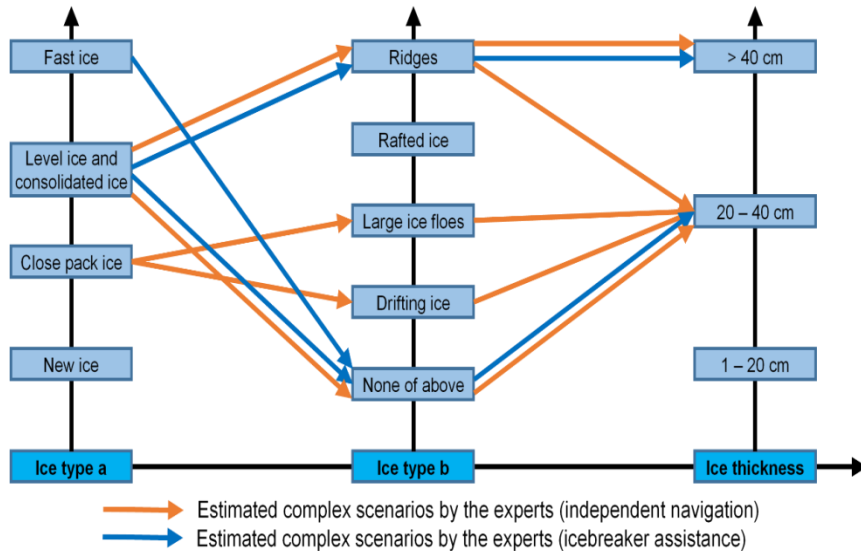 Fast ice
Ridges
> 40 cm
Rafted ice
Level ice and
consolidated ice
Large ice floes
20 – 40 cm
Close pack ice
Drifting ice
New ice
None of above
1 – 20 cm
Ice type a
Ice type b
Ice thickness
Estimated complex scenarios by the experts (independent navigation)
Estimated complex scenarios by the experts (icebreaker assistance)